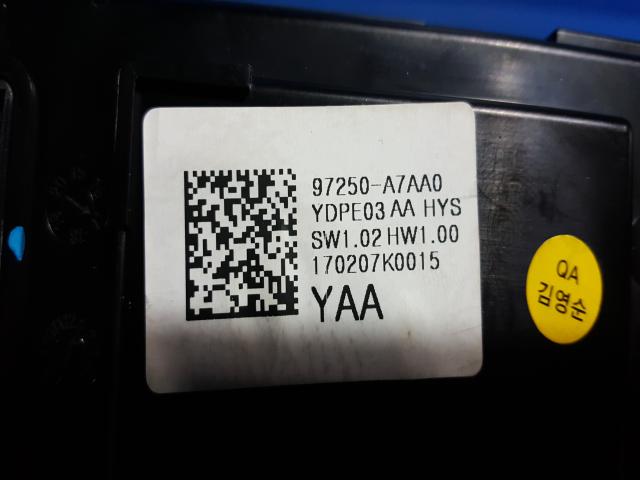 97250-A7AA0
YDPE03 AA HYS
SW1.02 HW1.00
170207K0015
YAA
QA
김영순